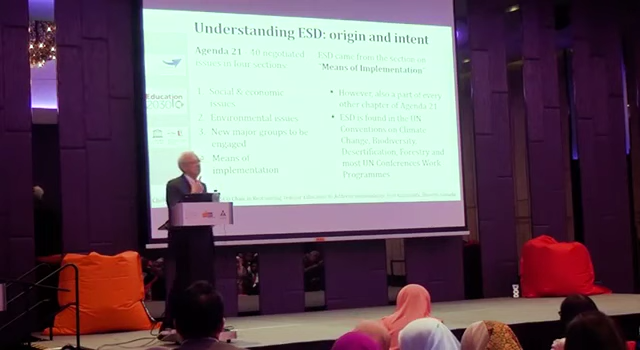 Understanding ESD: origin and intent
Agenda 21 - 40 negotiated
issues in four sections:
1. Social & economic
issues
2. Environmental issues
3. New major groups to be
engaged
Means of
implementation
ESD came from the section on
"Means of Implementation"
• However, also a part of every
other chapter of Agenda 21
• ESD is found in the UN
Conventions on Climate
Change, Biodiversity,
Desertification, Forestry and
most UN Conferences Work
Programmes
Education